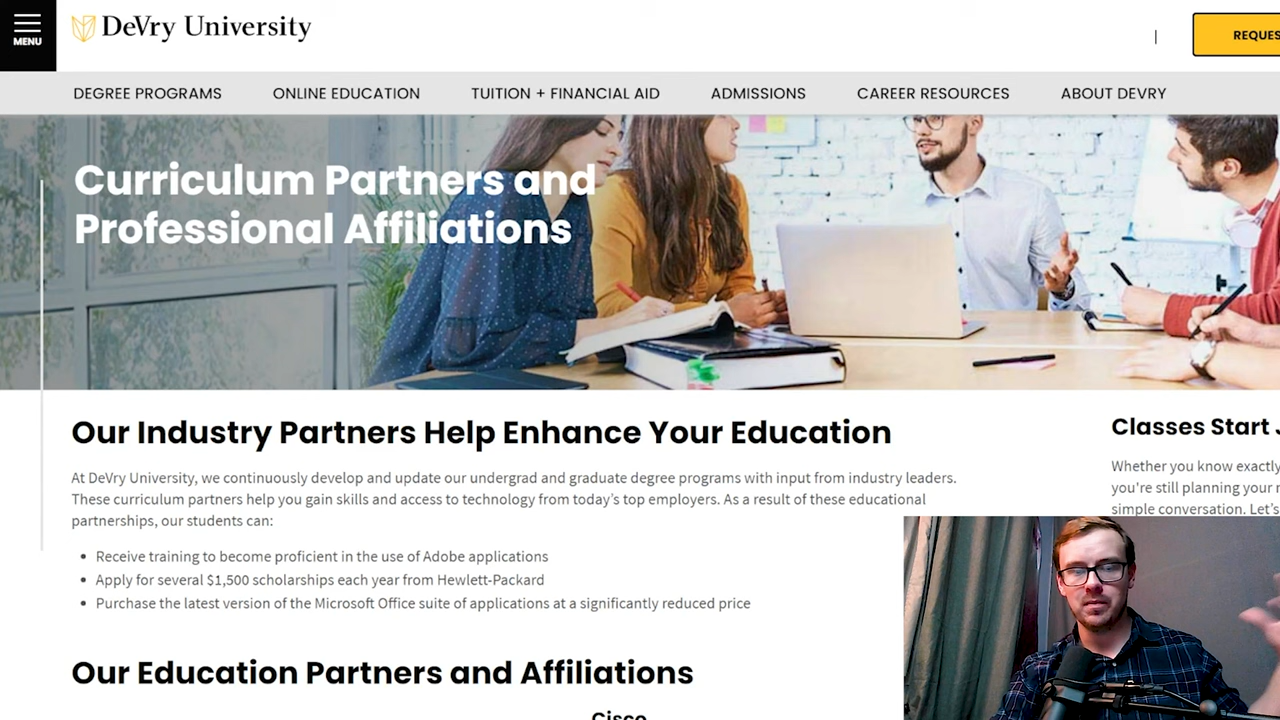 MENU
DeVry University
|
REQUES
DEGREE PROGRAMS
ONLINE EDUCATION
TUITION + FINANCIAL AID
ADMISSIONS
CAREER RESOURCES
ABOUT DEVRY
Curriculum Partners and
Professional Affiliations
Our Industry Partners Help Enhance Your Education
At DeVry University, we continuously develop and update our undergrad and graduate degree programs with input from industry leaders.
These curriculum partners help you gain skills and access to technology from today's top employers. As a result of these educational
partnerships, our students can:
• Receive training to become proficient in the use of Adobe applications
• Apply for several $1,500 scholarships each year from Hewlett-Packard
• Purchase the latest version of the Microsoft Office suite of applications at a significantly reduced price
Our Education Partners and Affiliations
Cisco
Classes Start
Whether you know exactly
you're still planning your
simple conversation. Let's